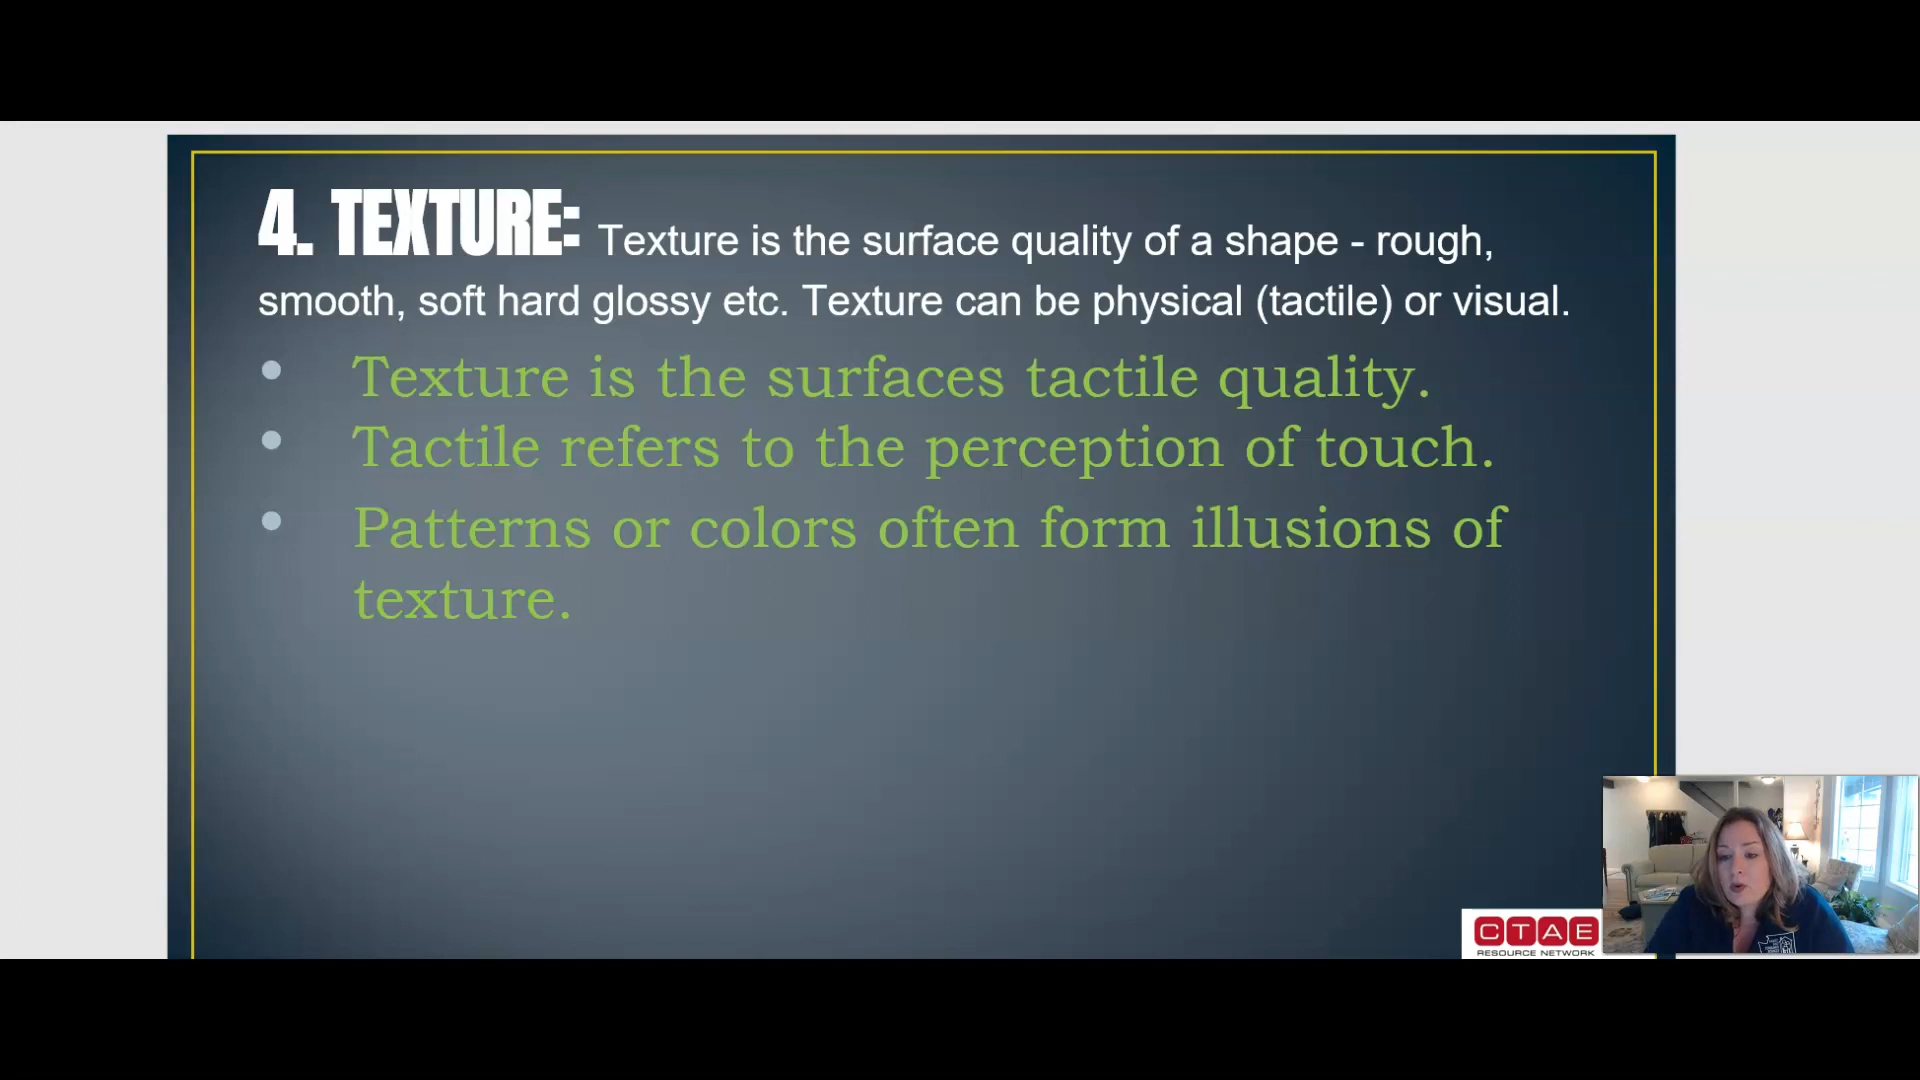 4. TEXTURE: Texture is the surface quality of a shape - rough,
smooth, soft hard glossy etc. Texture can be physical (tactile) or visual.
• Texture is the surfaces tactile quality.
• Tactile refers to the perception of touch.
• Patterns or colors often form illusions of
texture.
CTAE
RESOURCE NETWORK